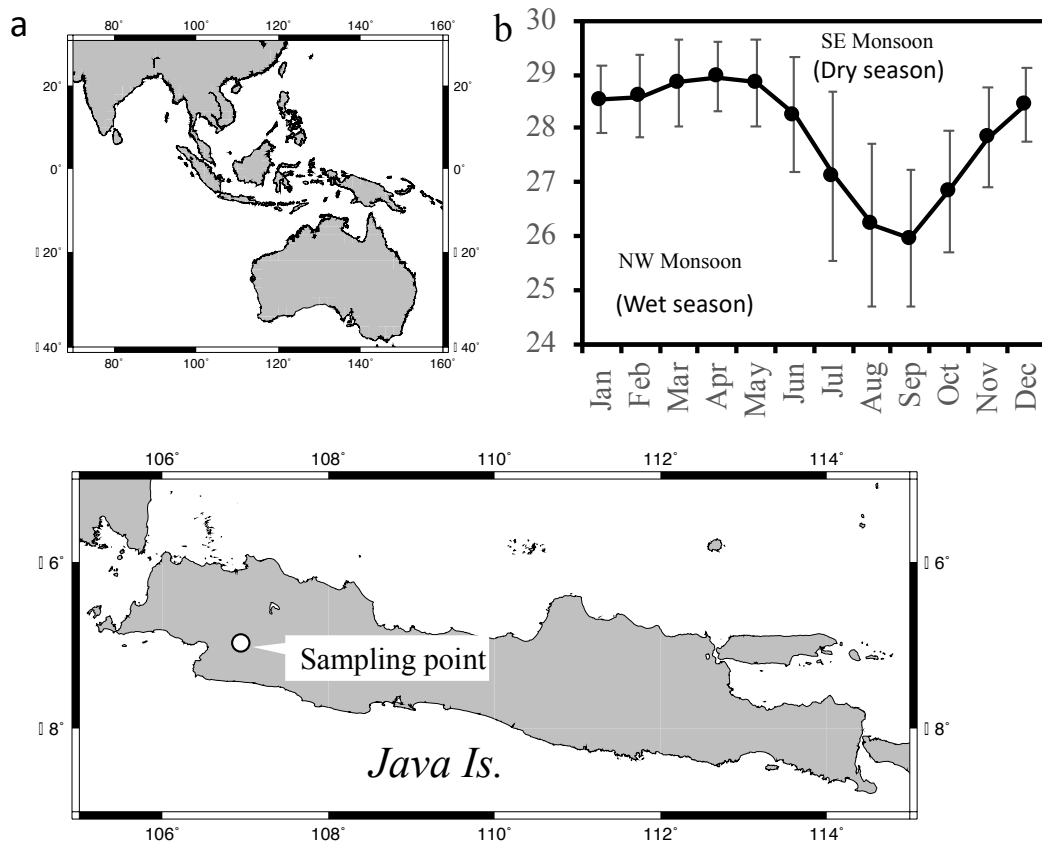 a
80˚ 100˚ 120˚ 140˚ 160˚
20˚ 20˚
0˚ 0˚
20˚ 20˚
40˚ 40˚
80˚ 100˚ 120˚ 140˚ 160˚
b
30
29
28
27
26
25
24
SE Monsoon
(Dry season)
NW Monsoon
(Wet season)
Jan Feb Mar Apr May Jun Jul Aug Sep Oct Nov Dec
106˚ 108˚ 110˚ 112˚ 114˚
6˚ 6˚
Sampling point
8˚ 8˚
Java Is.
106˚ 108˚ 110˚ 112˚ 114˚